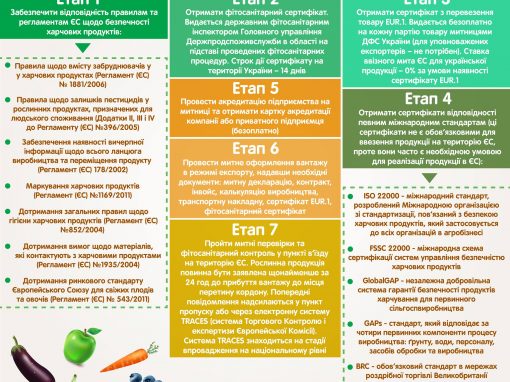 Етап 1
Забезпечити відповідність правилам та
регламентам ЄС щодо безпечності
харчових продуктів:
Правила щодо вмісту забруднювачів у
у харчових продуктах (Регламент (ЄС)
№ 1881/2006)
Правила щодо залишків пестицидів у
рослинних продуктах, призначених для
людського споживання (Додатки II, III і IV
до Регламенту (ЄС) №396/2005)
Забезпечення наявності вичерпної
інформації щодо всього ланцюга
виробництва та переміщення продукту
(Регламент (ЄС) 178/2002)
Маркування харчових продуктів
(Регламент (ЄС) №1169/2011)
Дотримання загальних правил щодо
гігієни харчових продуктів (Регламент
(ЄС) №852/2004)
Дотримання вимог щодо матеріалів,
які контактують з харчовими продуктами
(Регламент (ЄС) №1935/2004)
Дотримання ринкового стандарту
Європейського Союзу для свіжих плодів
та овочів (Регламент (ЄС) № 543/2011)
Етап 2
Отримати фітосанітарний сертифікат.
Видається державним фітосанітарним
інспектором Головного управління
Держпродспоживслужби в області на
підставі проведених фітосанітарних
процедур. Строк дії сертифікату на
території України – 14 днів
Етап 5
Провести акредитацію підприємства на
митниці та отримати картку акредитації
компанії або приватного підприємця
(безоплатно)
Етап 6
Провести митне оформлення вантажу
в режимі експорту, надавши необхідні
документи: митну декларацію, контракт,
інвойс, калькуляцію виробництва,
транспортну накладну, сертифікат EUR.1,
фітосанітарний сертифікат
Етап 7
Пройти митні перевірки та
фітосанітарний контроль у пункті в'їзду
на територію ЄС. Рослинна продукція
повинна бути заявлена щонайменше за
24 год до прибуття вантажу до місця
перетину кордону. Попередні
повідомлення надсилаються у пункт
пропуску або через електронну систему
TRACES (система Торгового Контролю і
експертизи Європейської Комісії).
Система TRACES знаходиться на стадії
впровадження на національному рівні
Етап 3
Отримати сертифікат з перевезення
товару EUR.1. Видається безоплатно
на кожну партію товару митницями
ДФС України (для уповноважених
експортерів – не потрібно). Ставка
ввізного мита ЄС для української
продукції – 0% за умови наявності
сертифікату EUR.1
Етап 4
Отримати сертифікати відповідності
певним міжнародним стандартам (ці
сертифікати не є обов'язковими для
ввезення продукції на територію ЄС,
проте вони часто є необхідною умовою
для реалізації продукції в ЄС):
ISO 22000 - міжнародний стандарт,
розроблений Міжнародною організацією
зі стандартизації, пов'язаний з безпекою
харчових продуктів, який застосовується
до всіх організацій в агробізнесі
FSSC 22000 - міжнародна схема
сертифікації систем управління безпечністю
харчових продуктів
GlobalGAP - незалежна добровільна
система гарантії безпечності продуктів
харчування для первинного
сільгоспвиробництва
GAPs - стандарт, який відповідає за
чотири первинних компоненти процесу
виробництва: ґрунту, води, персоналу,
засобів обробки та виробництва
BRC - обов'язковий стандарт в мережах
роздрібної торгівлі Великобританії